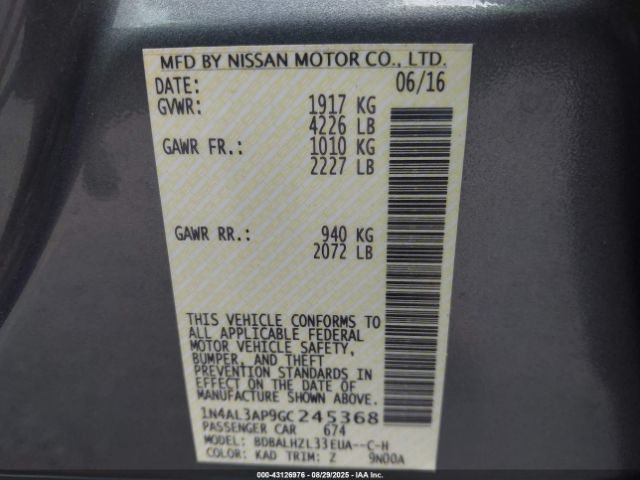 MFD BY NISSAN MOTOR CO., LTD.
DATE: 06/16
GVWR: 1917 KG
4226 LB
GAWR FR.: 1010 KG
2227 LB
GAWR RR.: 940 KG
2072 LB
THIS VEHICLE CONFORMS TO
ALL APPLICABLE FEDERAL
MOTOR VEHICLE SAFETY,
BUMPER, AND THEFT
PREVENTION STANDARDS IN
EFFECT ON THE DATE OF
MANUFACTURE SHOWN ABOVE.
1N4AL3AP9GC245368
PASSENGER CAR 674
MODEL: BDBALHZL33EUA--C-H
COLOR: KAD TRIM: Z 9N00A
© IAA 43126976 | 08/29/2025 | IAAI.com